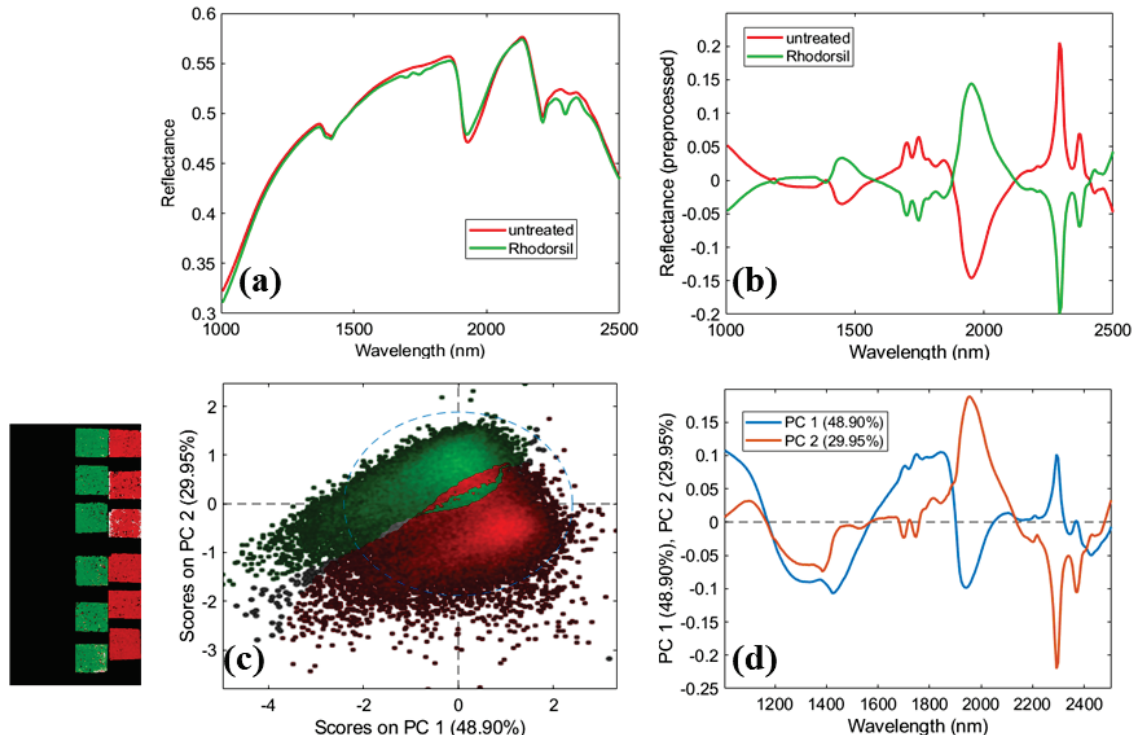 0.6
0.55
0.5
0.45
0.4
0.35
0.3
Reflectance
untreated
Rhodorsil
(a)
1000
1500
2000
2500
Wavelength (nm)
0.2
0.15
0.1
0.05
0
-0.05
-0.1
-0.15
-0.2
Reflectance (preprocessed)
untreated
Rhodorsil
(b)
1000
1500
2000
2500
Wavelength (nm)
2
1
0
-1
-2
-3
Scores on PC 2 (29.95%)
(c)
-4
-2
0
2
Scores on PC 1 (48.90%)
0.15
0.1
0.05
0
-0.05
-0.1
-0.15
-0.2
-0.25
PC 1 (48.90%), PC 2 (29.95%)
PC 1 (48.90%)
PC 2 (29.95%)
(d)
1200
1400
1600
1800
2000
2200
2400
Wavelength (nm)